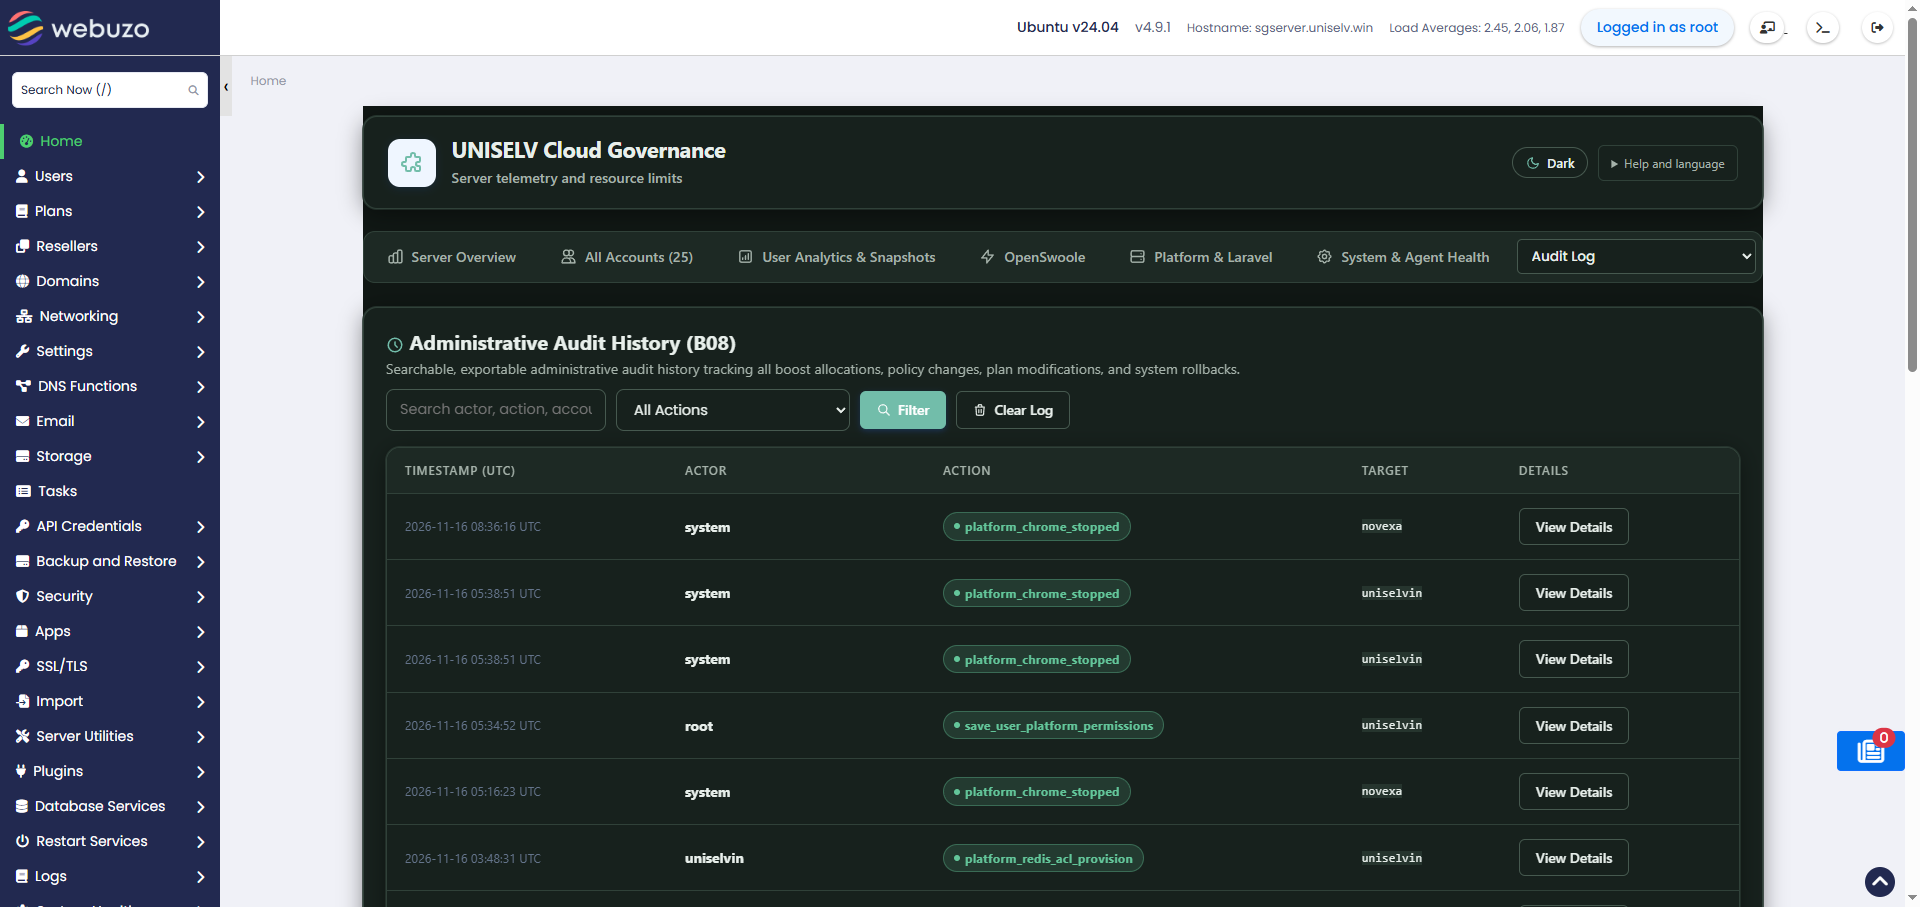 webuzo
Ubuntu v24.04
v4.9.1
Hostname: sgserver.uniselv.win
Load Averages: 2.45, 2.06, 1.87
Logged in as root
Search Now (/)
Home
Home
Users
Plans
Resellers
Domains
Networking
Settings
DNS Functions
Email
Storage
Tasks
API Credentials
Backup and Restore
Security
Apps
SSL/TLS
Import
Server Utilities
Plugins
Database Services
Restart Services
Logs
UNISELV Cloud Governance
Server telemetry and resource limits
Dark
Help and language
Server Overview
All Accounts (25)
User Analytics & Snapshots
OpenSwoole
Platform & Laravel
System & Agent Health
Audit Log
Administrative Audit History (B08)
Searchable, exportable administrative audit history tracking all boost allocations, policy changes, plan modifications, and system rollbacks.
Search actor, action, accou
All Actions
Filter
Clear Log
TIMESTAMP (UTC) ACTOR ACTION TARGET DETAILS
2026-11-16 08:36:16 UTC system platform_chrome_stopped novexa View Details
2026-11-16 05:38:51 UTC system platform_chrome_stopped uniselvin View Details
2026-11-16 05:38:51 UTC system platform_chrome_stopped uniselvin View Details
2026-11-16 05:34:52 UTC root save_user_platform_permissions uniselvin View Details
2026-11-16 05:16:23 UTC system platform_chrome_stopped novexa View Details
2026-11-16 03:48:31 UTC uniselvin platform_redis_acl_provision uniselvin View Details
0